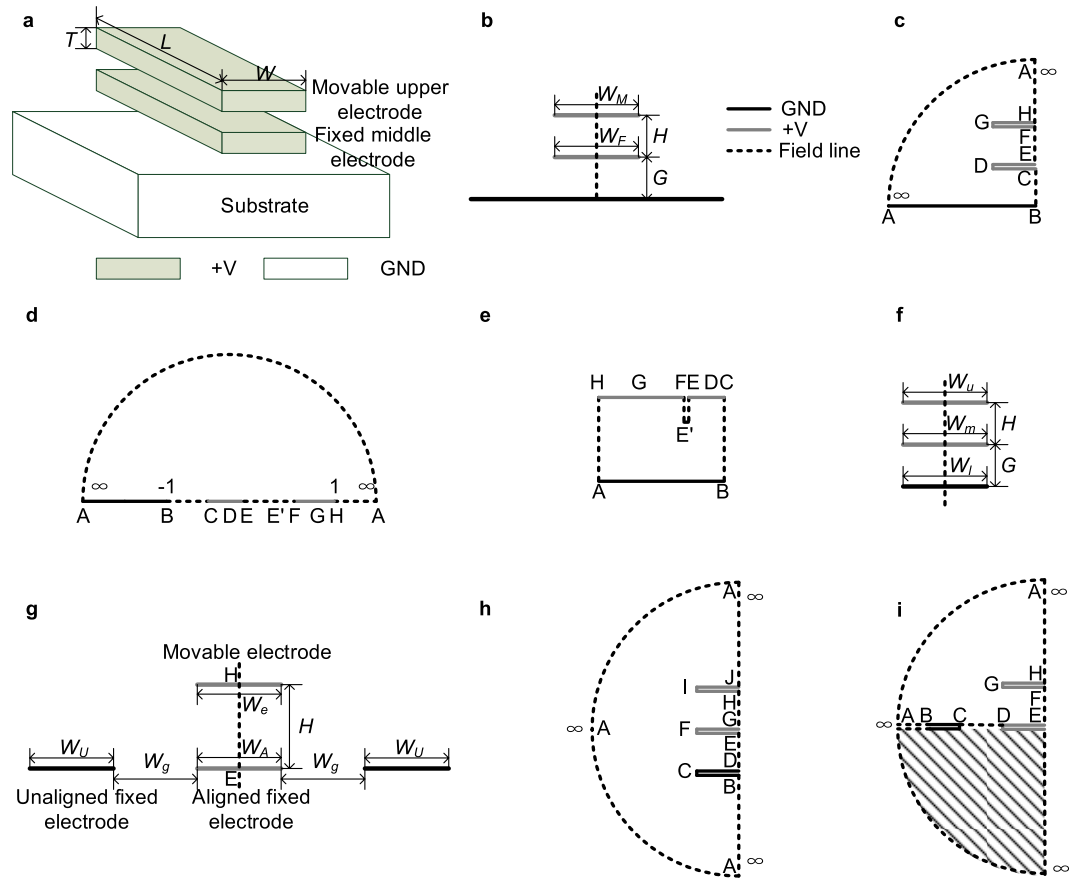 a
T
L
W
Movable upper
electrode
Fixed middle
electrode
Substrate
+V
GND
b
W_M
H
W_F
G
GND
+V
Field line
c
A ∞
G H
F
E
D
C
∞
A B
d
∞ -1 1 ∞
A B C D E E' F G H A
e
H G F E D C
E'
A B
f
W_u
H
W_m
G
W_l
g
Movable electrode
H
W_e
H
W_U W_g W_A W_g W_U
E
Unaligned fixed
electrode
Aligned fixed
electrode
h
A ∞
J
I
H
G
∞ A F
E
D
C
B
A ∞
i
A ∞
H
G
F
∞ A B C D E
∞